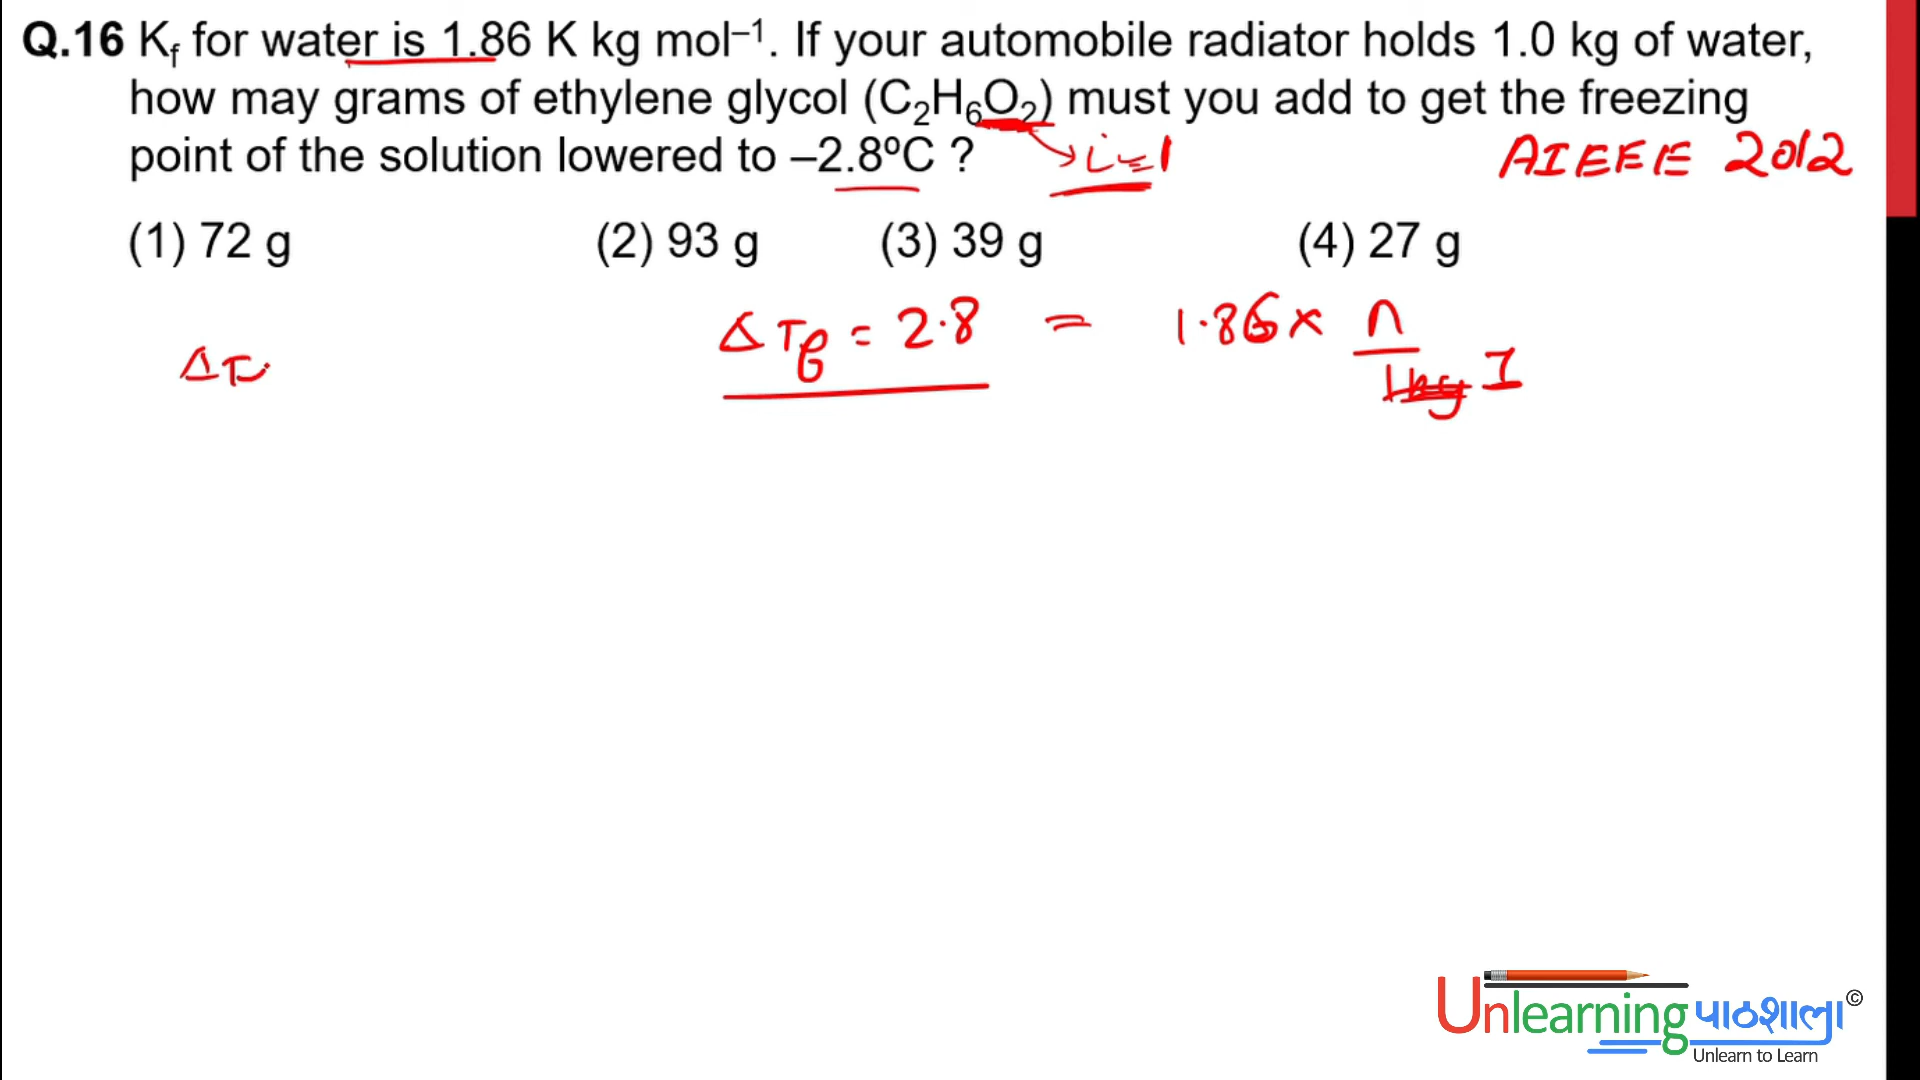 Q.16 Kf for water is 1.86 K kg mol–1. If your automobile radiator holds 1.0 kg of water,
how may grams of ethylene glycol (C2H6O2) must you add to get the freezing
point of the solution lowered to –2.8ºC ?
i=1
AIEEE 2012
(1) 72 g (2) 93 g (3) 39 g (4) 27 g
ΔTf = 2.8 = 1.86 × n
1kg I
ΔT
Unlearning पाठशाला©
Unlearn to Learn